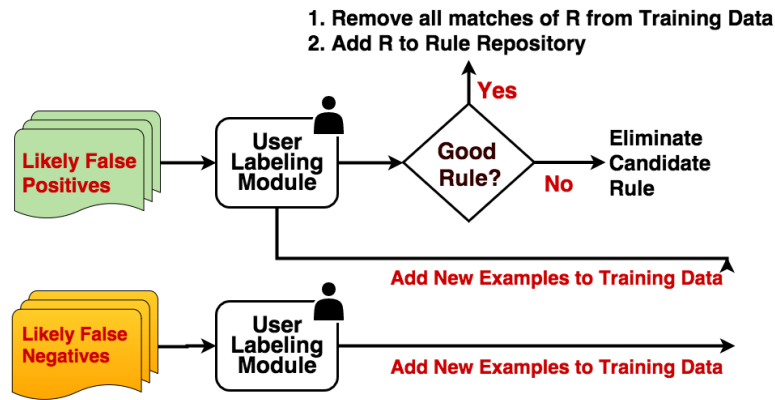 1. Remove all matches of R from Training Data
2. Add R to Rule Repository
Yes
Likely False
Positives
User
Labeling
Module
Good
Rule?
No
Eliminate
Candidate
Rule
Add New Examples to Training Data
Likely False
Negatives
User
Labeling
Module
Add New Examples to Training Data